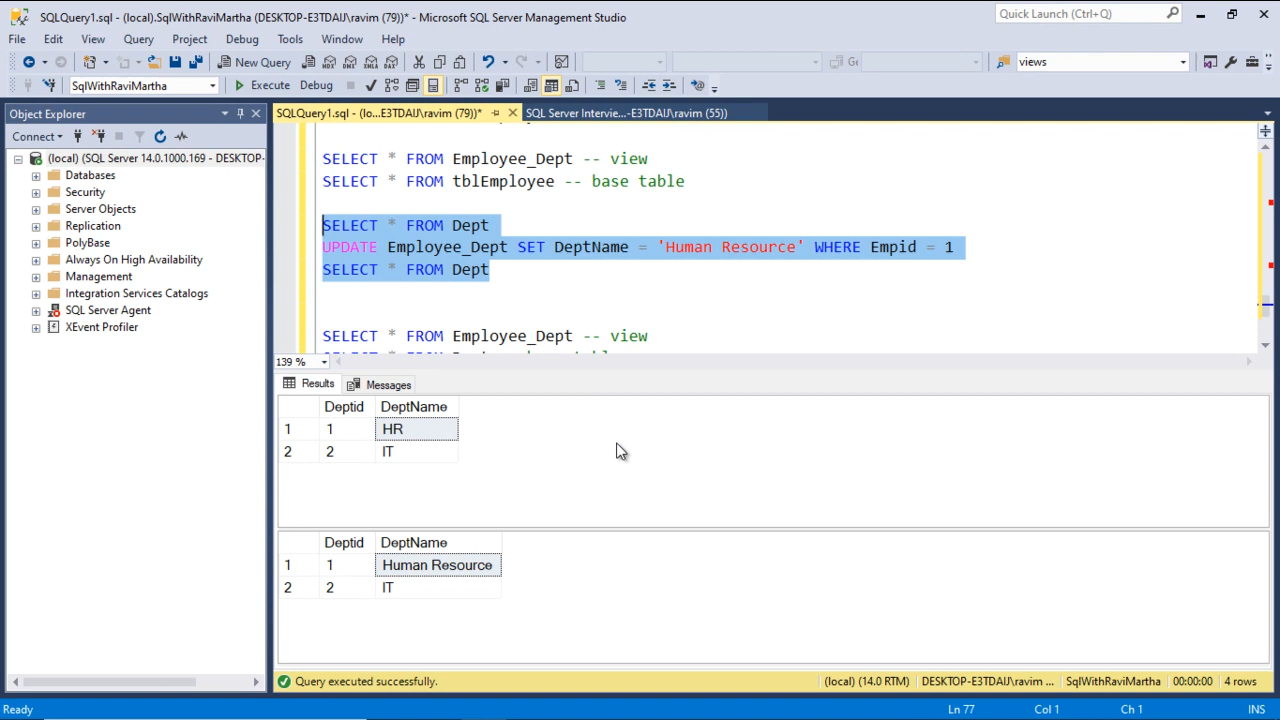 SQLQuery1.sql - (local).SqlWithRaviMartha (DESKTOP-E3TDAIJ\ravim (79))* - Microsoft SQL Server Management Studio
Quick Launch (Ctrl+Q)
File Edit View Query Project Debug Tools Window Help
New Query
views
SqlWithRaviMartha
Execute Debug
Object Explorer
SQLQuery1.sql - (lo...E3TDAIJ\ravim (79))*
SQL Server Intervie...-E3TDAIJ\ravim (55))
Connect
(local) (SQL Server 14.0.1000.169 - DESKTOP-
Databases
Security
Server Objects
Replication
PolyBase
Always On High Availability
Management
Integration Services Catalogs
SQL Server Agent
XEvent Profiler
SELECT * FROM Employee_Dept -- view
SELECT * FROM tblEmployee -- base table
SELECT * FROM Dept
UPDATE Employee_Dept SET DeptName = 'Human Resource' WHERE Empid = 1
SELECT * FROM Dept
SELECT * FROM Employee_Dept -- view
139 %
Results Messages
Deptid DeptName
1 1 HR
2 2 IT
Deptid DeptName
1 1 Human Resource
2 2 IT
Query executed successfully.
(local) (14.0 RTM) DESKTOP-E3TDAIJ\ravim ... SqlWithRaviMartha 00:00:00 4 rows
Ready
Ln 77 Col 1 Ch 1 INS